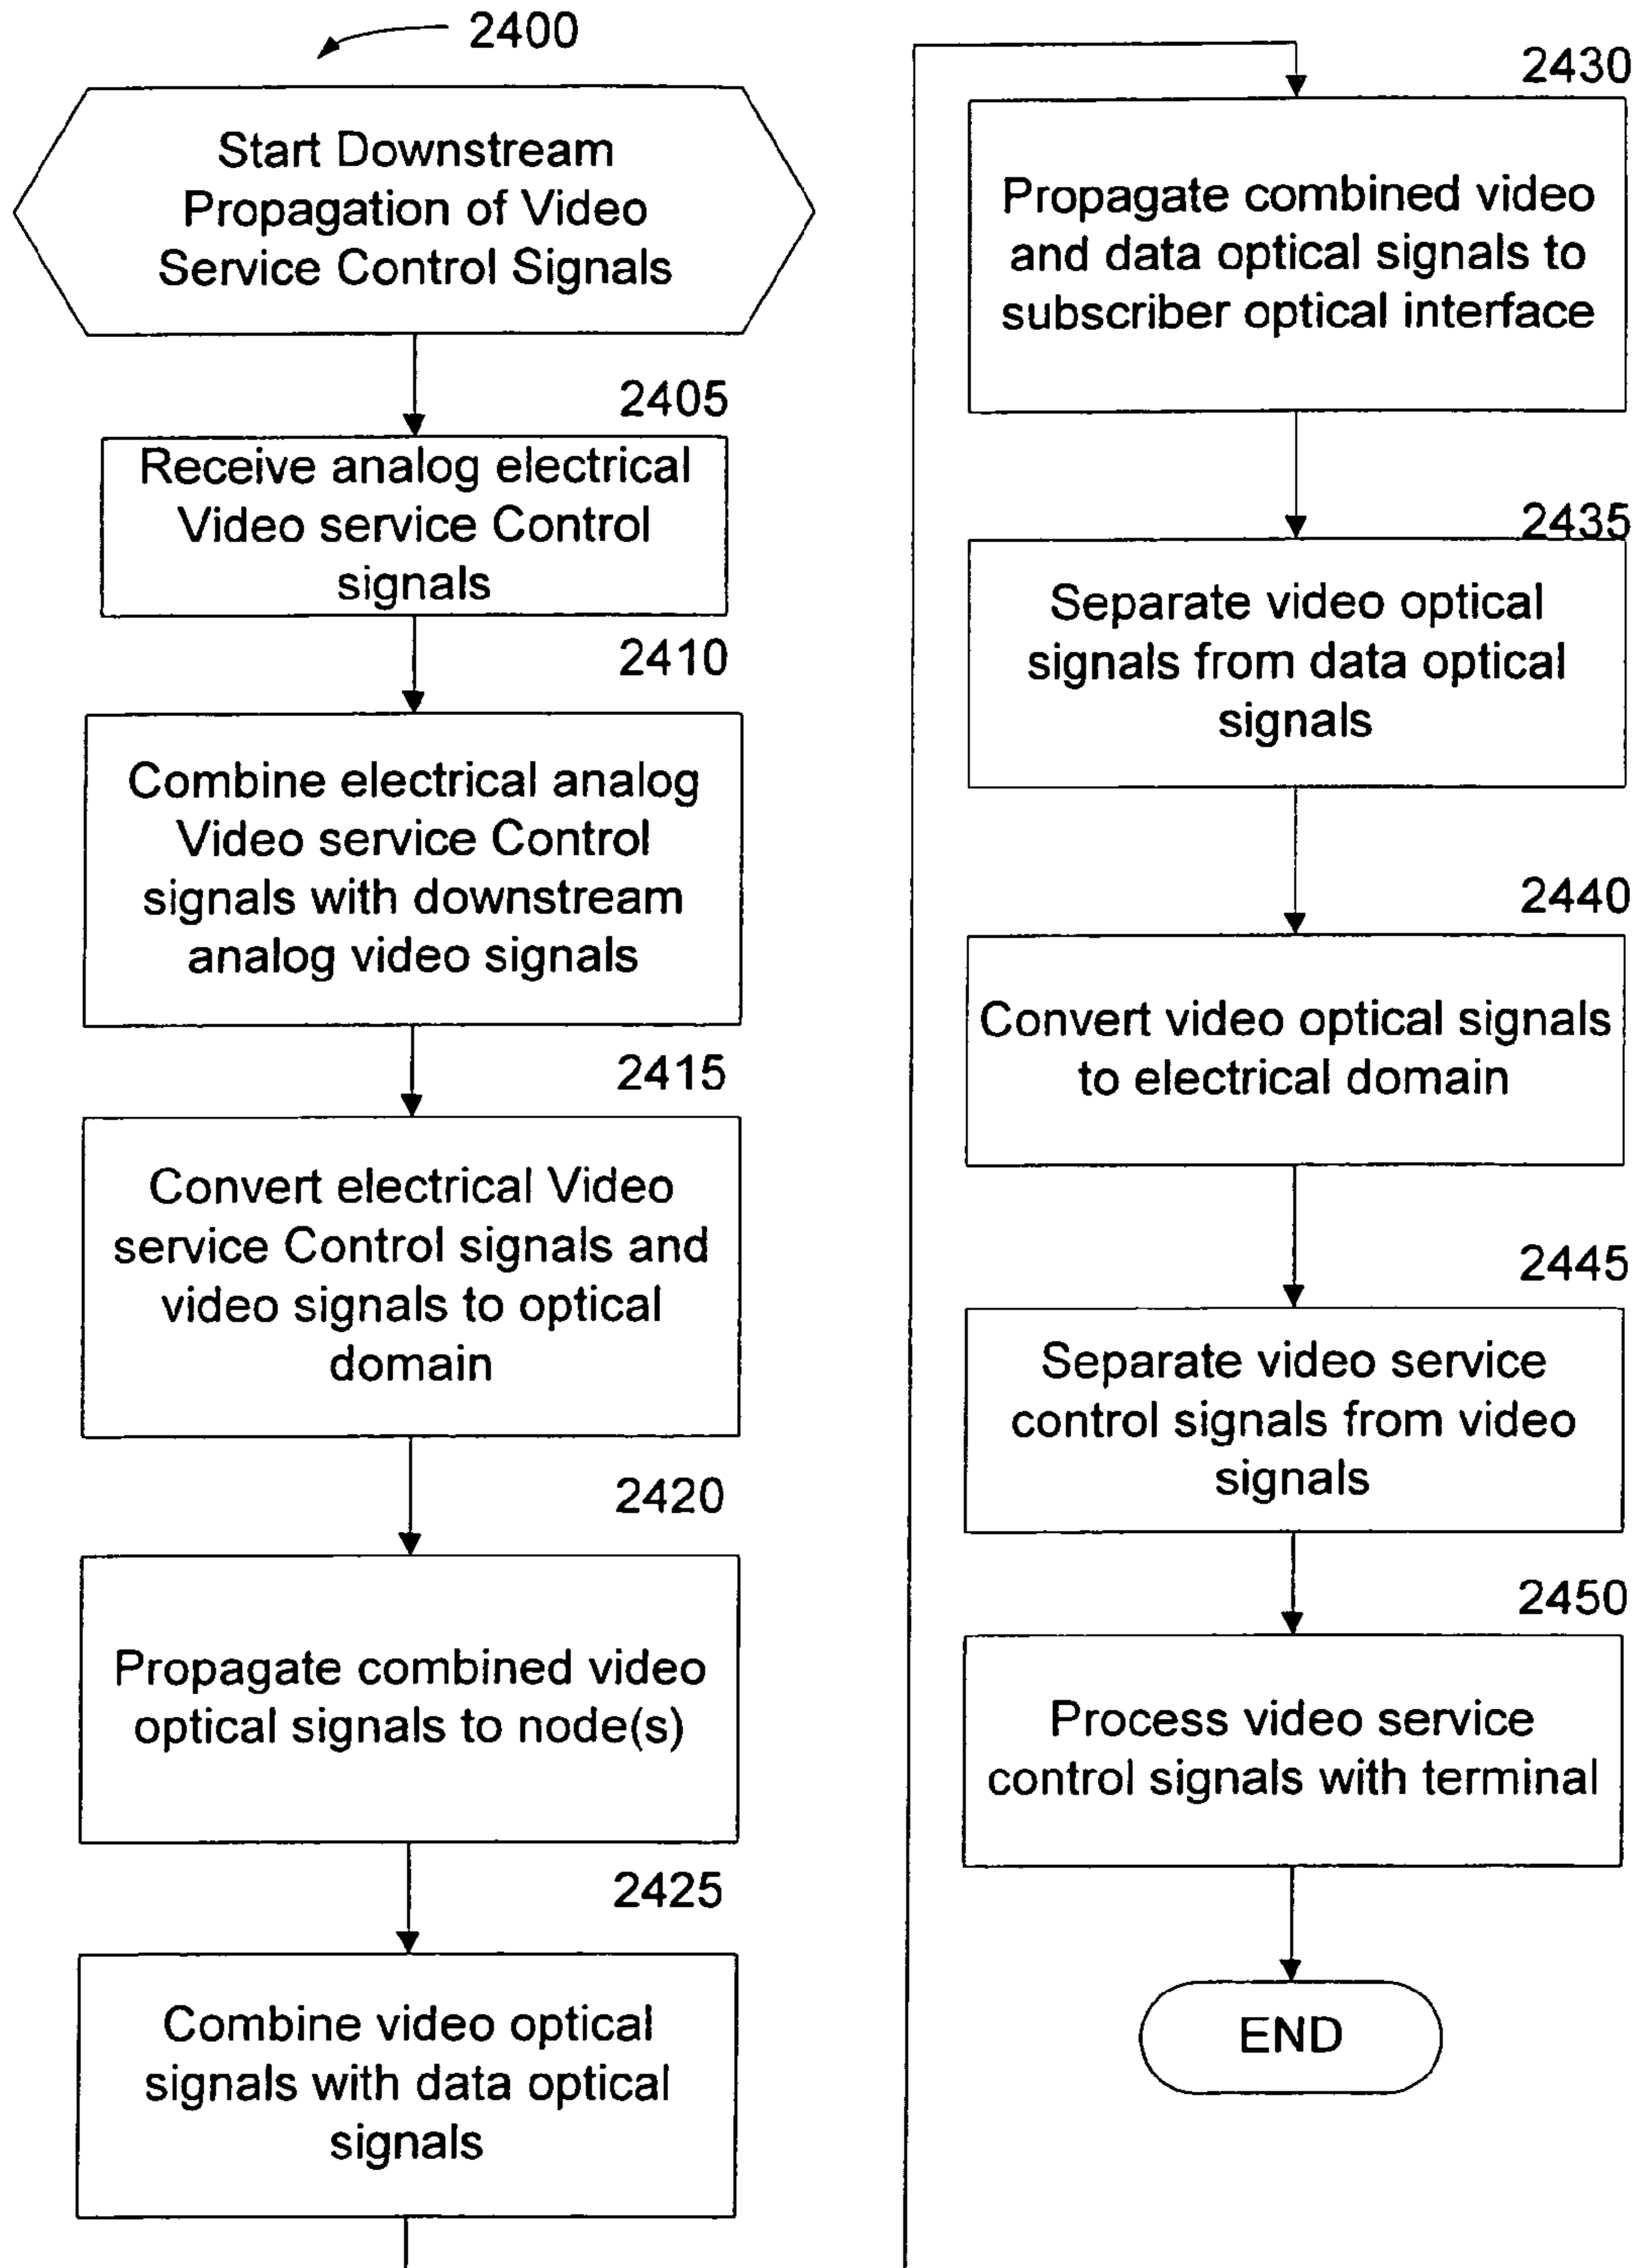 2400
Start Downstream
Propagation of Video
Service Control Signals
2405
Receive analog electrical
Video service Control
signals
2410
Combine electrical analog
Video service Control
signals with downstream
analog video signals
2415
Convert electrical Video
service Control signals and
video signals to optical
domain
2420
Propagate combined video
optical signals to node(s)
2425
Combine video optical
signals with data optical
signals
2430
Propagate combined video
and data optical signals to
subscriber optical interface
2435
Separate video optical
signals from data optical
signals
2440
Convert video optical signals
to electrical domain
2445
Separate video service
control signals from video
signals
2450
Process video service
control signals with terminal
END